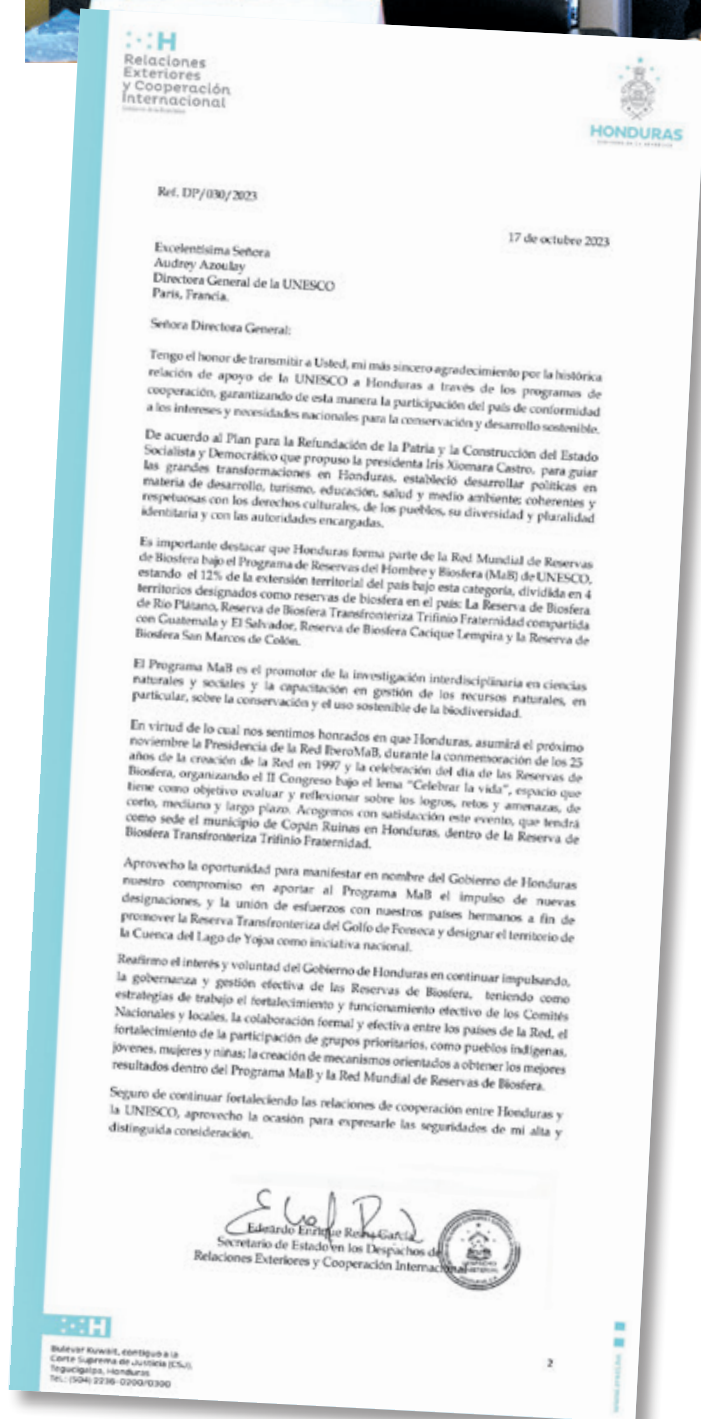 H
Relaciones
Exteriores
y Cooperación
Internacional
HONDURAS
Ref. DP/030/2023
17 de octubre 2023
Excelentísima Señora
Audrey Azoulay
Directora General de la UNESCO
París, Francia.
Señora Directora General:
Tengo el honor de transmitir a Usted, mi más sincero agradecimiento por la histórica
relación de apoyo de la UNESCO a Honduras a través de los programas de
cooperación, garantizando de esta manera la participación del país de conformidad
a los intereses y necesidades nacionales para la conservación y desarrollo sostenible.
De acuerdo al Plan para la Refundación de la Patria y la Construcción del Estado
Socialista y Democrático que propuso la presidenta Iris Xiomara Castro, para guiar
las grandes transformaciones en Honduras, estableció desarrollar políticas en
materia de desarrollo, turismo, educación, salud y medio ambiente; coherentes y
respetuosas con los derechos culturales, de los pueblos, su diversidad y pluralidad
identitaria y con las autoridades encargadas.
Es importante destacar que Honduras forma parte de la Red Mundial de Reservas
de Biosfera bajo el Programa de Reservas del Hombre y Biosfera (MaB) de UNESCO,
estando el 12% de la extensión territorial del país bajo esta categoría, dividida en 4
territorios designados como reservas de biosfera en el país: La Reserva de Biosfera
de Río Plátano, Reserva de Biosfera Transfronteriza Trifinio Fraternidad compartida
con Guatemala y El Salvador, Reserva de Biosfera Cacique Lempira y la Reserva de
Biosfera San Marcos de Colón.
El Programa MaB es el promotor de la investigación interdisciplinaria en ciencias
naturales y sociales y la capacitación en gestión de los recursos naturales, en
particular, sobre la conservación y el uso sostenible de la biodiversidad.
En virtud de lo cual nos sentimos honrados en que Honduras, asumirá el próximo
noviembre la Presidencia de la Red IberoMaB, durante la conmemoración de los 25
años de la creación de la Red en 1997 y la celebración del día de las Reservas de
Biosfera, organizando el II Congreso bajo el lema “Celebrar la vida”, espacio que
tiene como objetivo evaluar y reflexionar sobre los logros, retos y amenazas, de
corto, mediano y largo plazo. Acogemos con satisfacción este evento, que tendrá
como sede el municipio de Copán Ruinas en Honduras, dentro de la Reserva de
Biosfera Transfronteriza Trifinio Fraternidad.
Aprovecho la oportunidad para manifestar en nombre del Gobierno de Honduras
nuestro compromiso en aportar al Programa MaB el impulso de nuevas
designaciones, y la unión de esfuerzos con nuestros países hermanos a fin de
promover la Reserva Transfronteriza del Golfo de Fonseca y designar el territorio de
la Cuenca del Lago de Yojoa como iniciativa nacional.
Reafirmo el interés y voluntad del Gobierno de Honduras en continuar impulsando,
la gobernanza y gestión efectiva de las Reservas de Biosfera, teniendo como
estrategias de trabajo el fortalecimiento y funcionamiento efectivo de los Comités
Nacionales y locales, la colaboración formal y efectiva entre los países de la Red, el
fortalecimiento de la participación de grupos prioritarios, como pueblos indígenas,
jóvenes, mujeres y niñas; la creación de mecanismos orientados a obtener los mejores
resultados dentro del Programa MaB y la Red Mundial de Reservas de Biosfera.
Seguro de continuar fortaleciendo las relaciones de cooperación entre Honduras y
la UNESCO, aprovecho la ocasión para expresarle las seguridades de mi alta y
distinguida consideración.
Eduardo Enrique Reina García
Secretario de Estado en los Despachos de
Relaciones Exteriores y Cooperación Internacional
H
Bulevar Kuwait, contiguo a la
Corte Suprema de Justicia (CSJ),
Tegucigalpa, Honduras
Tel.: (504) 2236-0200/0300
2